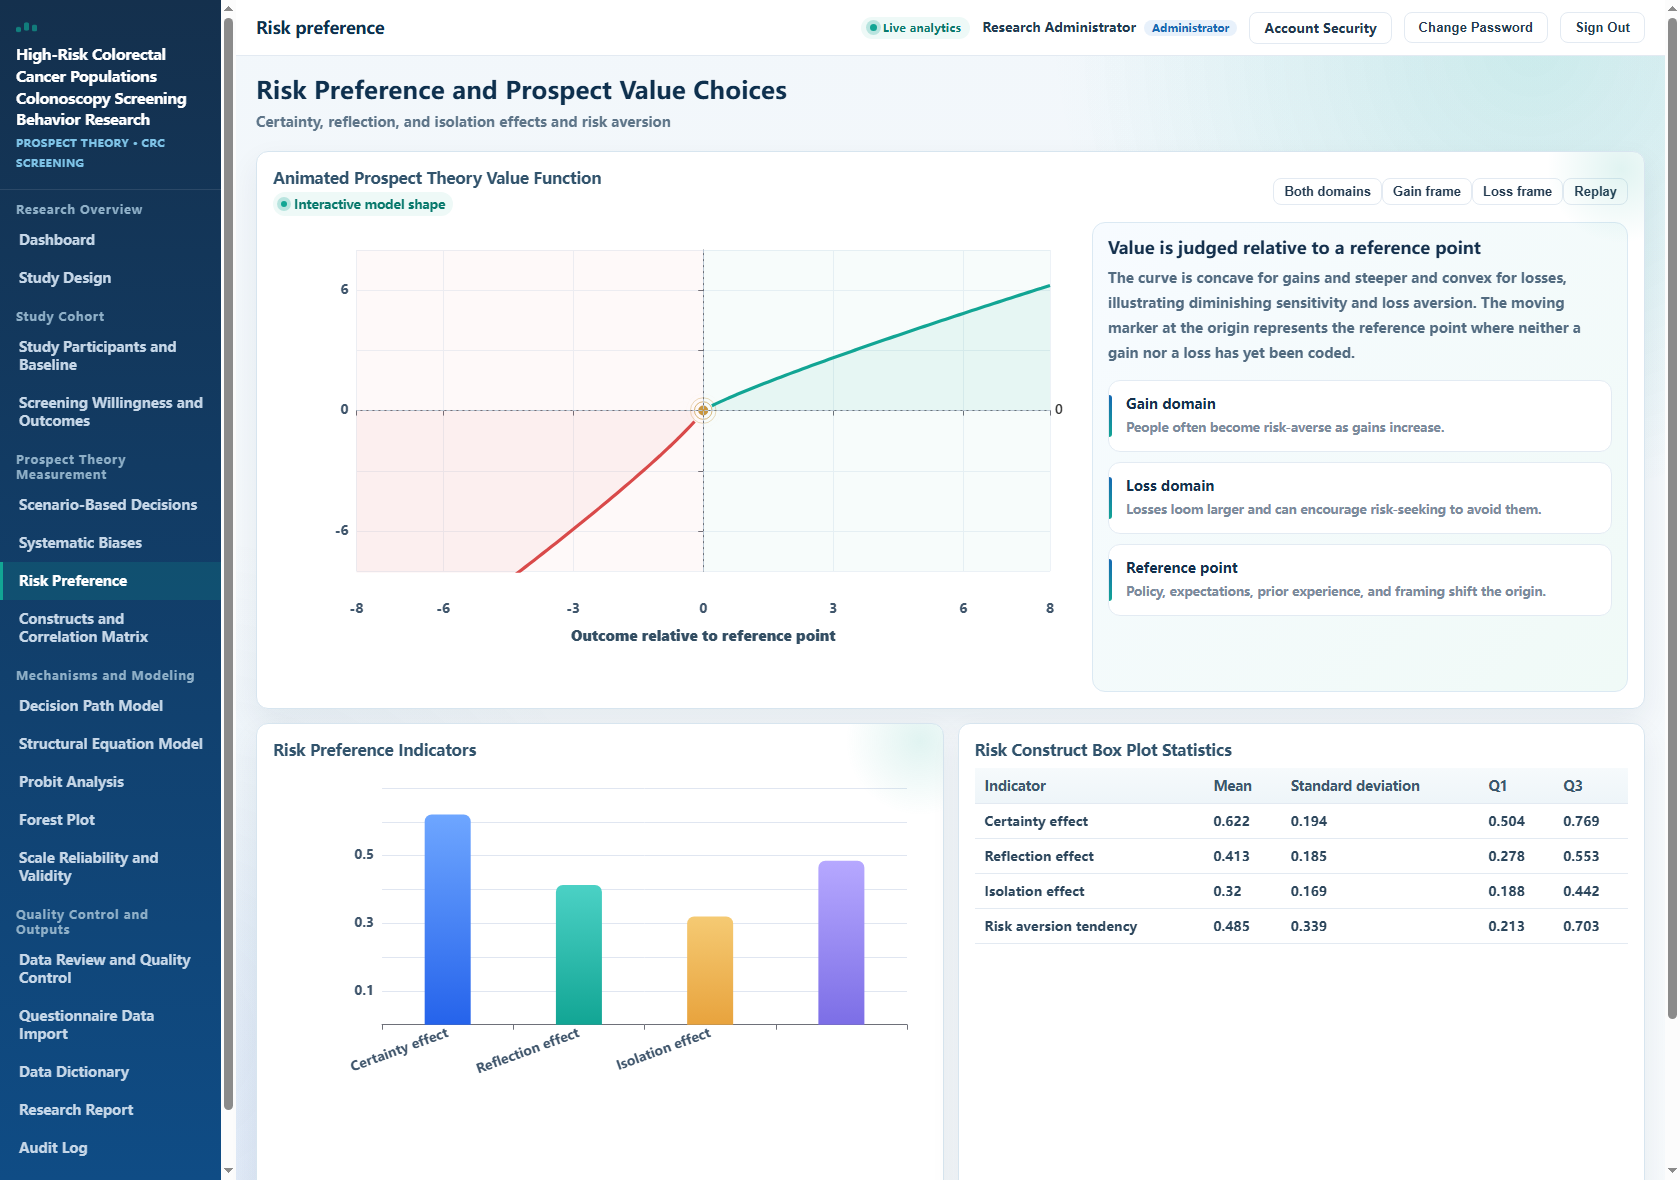 High-Risk Colorectal
Cancer Populations
Colonoscopy Screening
Behavior Research
PROSPECT THEORY • CRC
SCREENING
Research Overview
Dashboard
Study Design
Study Cohort
Study Participants and
Baseline
Screening Willingness and
Outcomes
Prospect Theory
Measurement
Scenario-Based Decisions
Systematic Biases
Risk Preference
Constructs and
Correlation Matrix
Mechanisms and Modeling
Decision Path Model
Structural Equation Model
Probit Analysis
Forest Plot
Scale Reliability and
Validity
Quality Control and
Outputs
Data Review and Quality
Control
Questionnaire Data
Import
Data Dictionary
Research Report
Audit Log
Risk preference
Live analytics Research Administrator Administrator Account Security Change Password Sign Out
Risk Preference and Prospect Value Choices
Certainty, reflection, and isolation effects and risk aversion
Animated Prospect Theory Value Function
Interactive model shape
Both domains Gain frame Loss frame Replay
6
0 0
-6
-8 -6 -3 0 3 6 8
Outcome relative to reference point
Value is judged relative to a reference point
The curve is concave for gains and steeper and convex for losses,
illustrating diminishing sensitivity and loss aversion. The moving
marker at the origin represents the reference point where neither a
gain nor a loss has yet been coded.
Gain domain
People often become risk-averse as gains increase.
Loss domain
Losses loom larger and can encourage risk-seeking to avoid them.
Reference point
Policy, expectations, prior experience, and framing shift the origin.
Risk Preference Indicators
0.5
0.3
0.1
Certainty effect Reflection effect Isolation effect
Risk Construct Box Plot Statistics
Indicator Mean Standard deviation Q1 Q3
Certainty effect 0.622 0.194 0.504 0.769
Reflection effect 0.413 0.185 0.278 0.553
Isolation effect 0.32 0.169 0.188 0.442
Risk aversion tendency 0.485 0.339 0.213 0.703